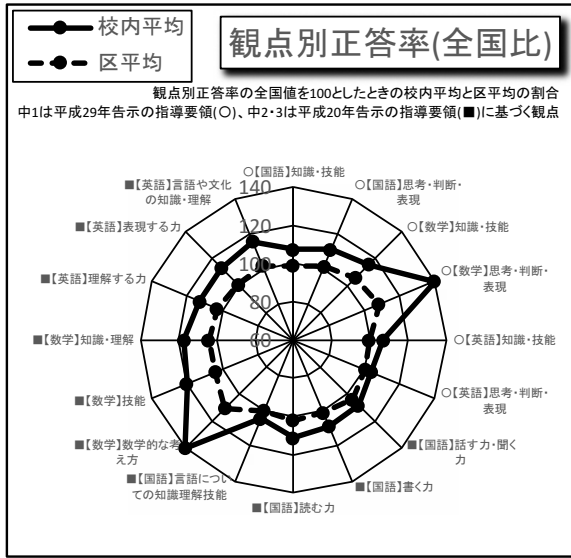 校内平均
区平均
観点別正答率(全国比)
観点別正答率の全国値を100としたときの校内平均と区平均の割合
中1は平成29年告示の指導要領(○)、中2・3は平成20年告示の指導要領(■)に基づく観点
○【国語】知識・技能
○【国語】思考・判断・
表現
○【数学】知識・技能
○【数学】思考・判断・
表現
○【英語】知識・技能
○【英語】思考・判断・
表現
■【国語】話す力・聞く
力
■【国語】書く力
■【国語】読む力
■【国語】言語につい
ての知識理解技能
■【数学】数学的な考
え方
■【数学】技能
■【数学】知識・理解
■【英語】理解する力
■【英語】表現する力
■【英語】言語や文化
の知識・理解
140
120
100
80
60